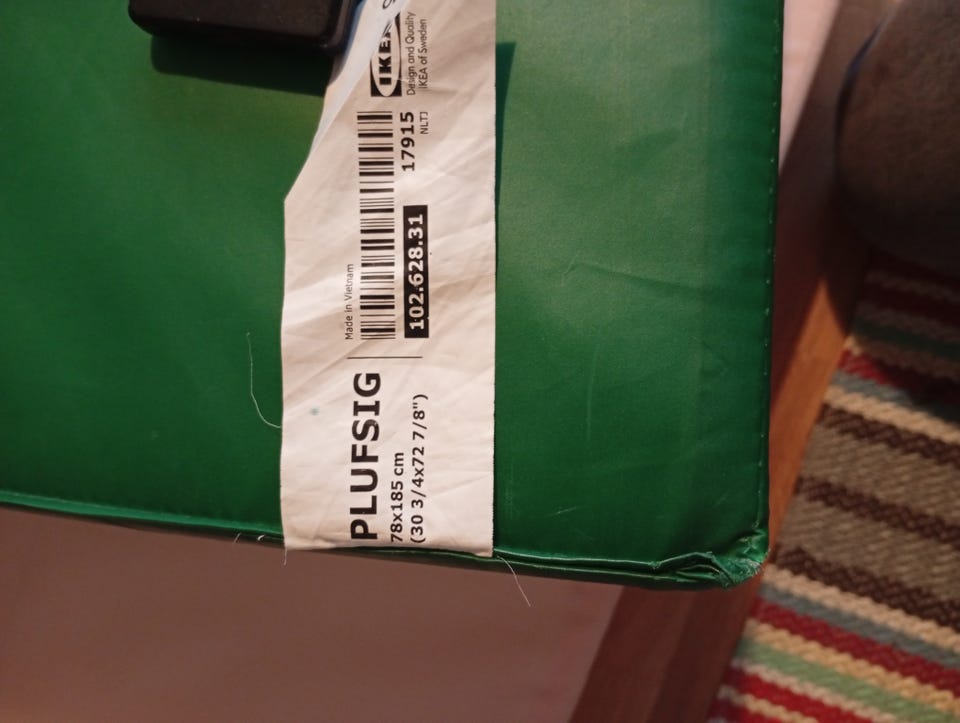 PLUFSIG
78x185 cm
(30 3/4x72 7/8")
Made in Vietnam
102.628.31
17915
NLTJ
IKEA
Design and Quality
IKEA of Sweden